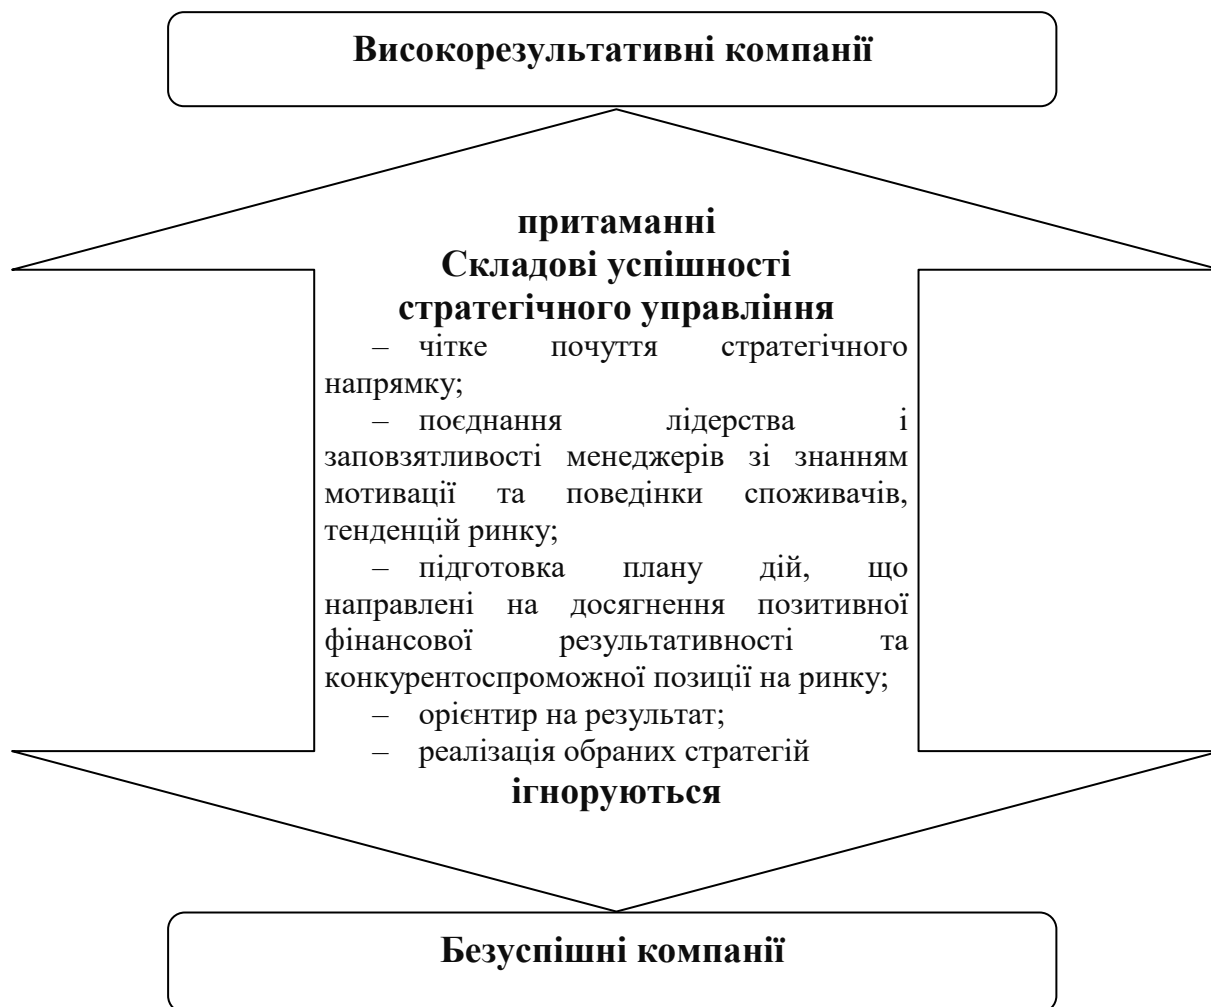 Високорезультативні компанії
притаманні
Складові успішності
стратегічного управління
– чітке почуття стратегічного
напрямку;
– поєднання лідерства і
заповзятливості менеджерів зі знанням
мотивації та поведінки споживачів,
тенденцій ринку;
– підготовка плану дій, що
направлені на досягнення позитивної
фінансової результативності та
конкурентоспроможної позиції на ринку;
– орієнтир на результат;
– реалізація обраних стратегій
ігноруються
Безуспішні компанії